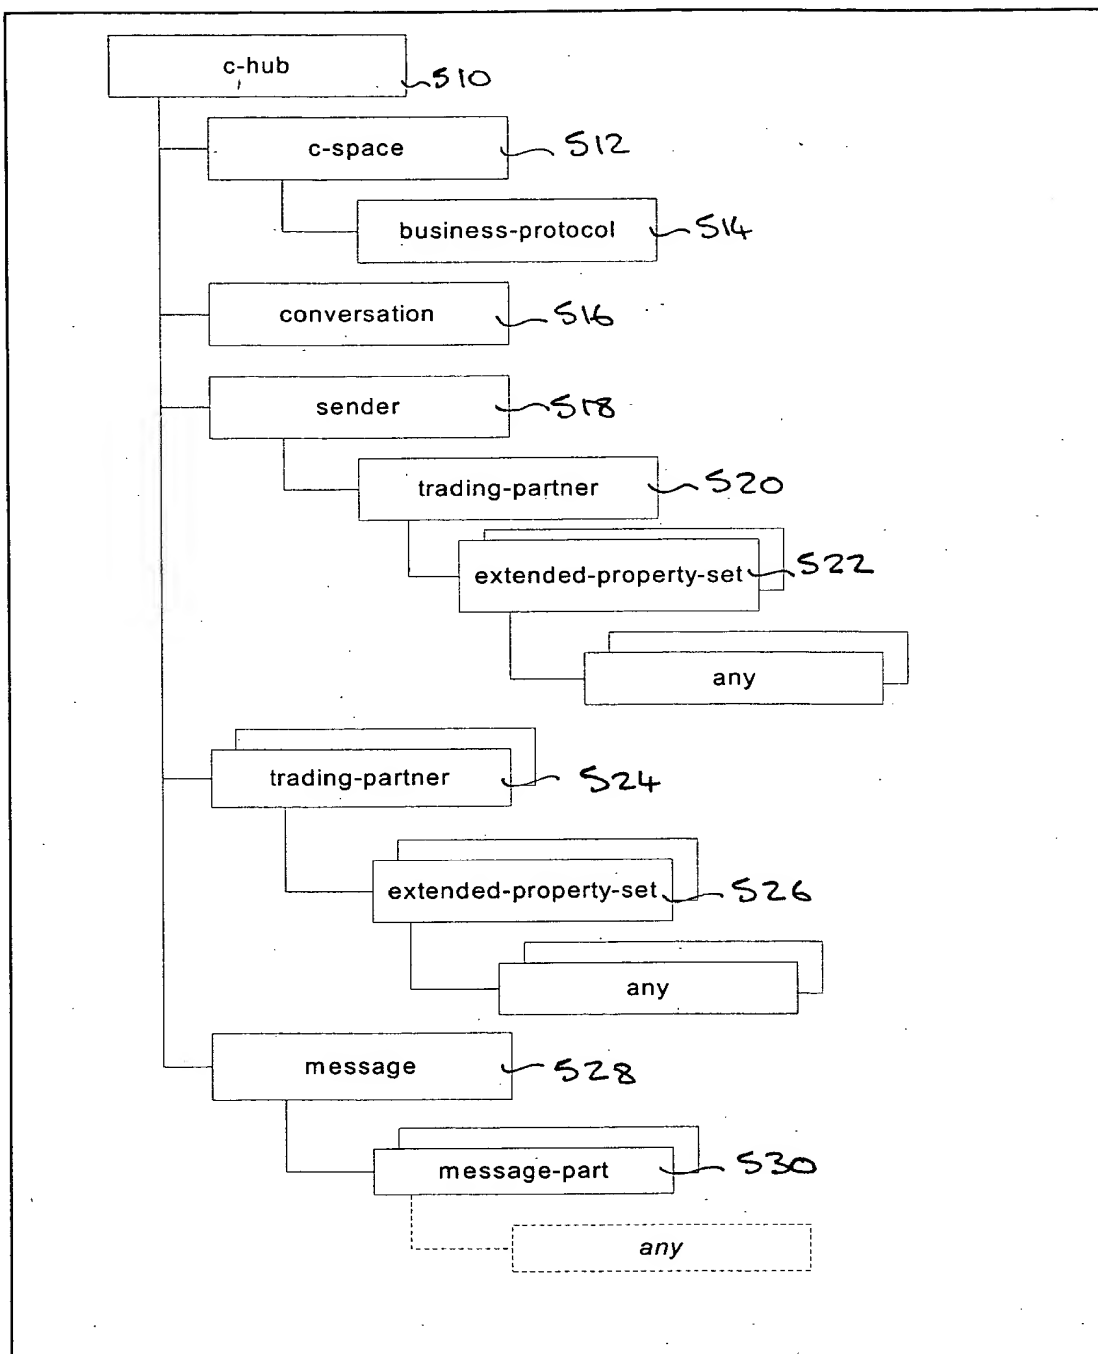 c-hub 510
c-space 512
business-protocol 514
conversation 516
sender 518
trading-partner 520
extended-property-set 522
any
trading-partner 524
extended-property-set 526
any
message 528
message-part 530
any